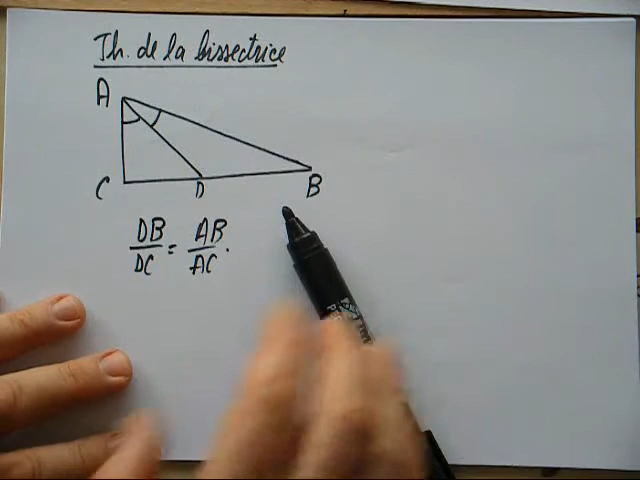 Th. de la bissectrice
A
C D B
DB/DC = AB/AC.